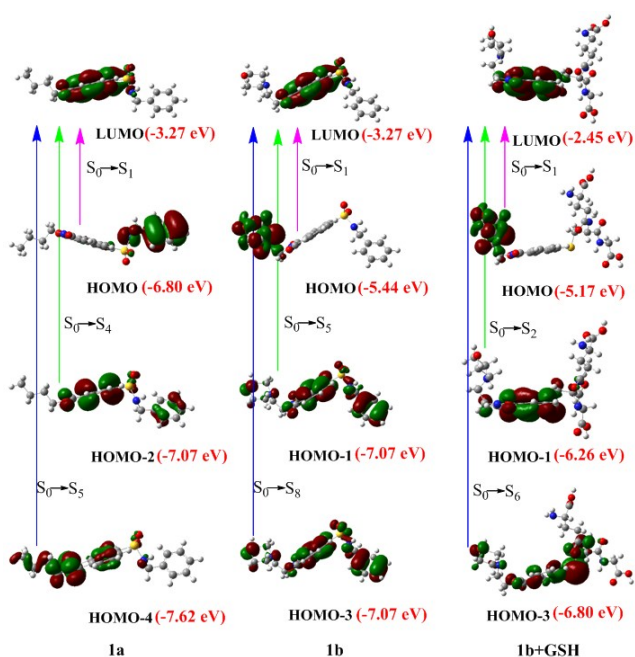 LUMO (-3.27 eV)
LUMO (-3.27 eV)
LUMO (-2.45 eV)
S0→S1
S0→S1
S0→S1
HOMO (-6.80 eV)
HOMO (-5.44 eV)
HOMO (-5.17 eV)
S0→S4
S0→S5
S0→S2
HOMO-2 (-7.07 eV)
HOMO-1 (-7.07 eV)
HOMO-1 (-6.26 eV)
S0→S5
S0→S8
S0→S6
HOMO-4 (-7.62 eV)
HOMO-3 (-7.07 eV)
HOMO-3 (-6.80 eV)
1a
1b
1b+GSH